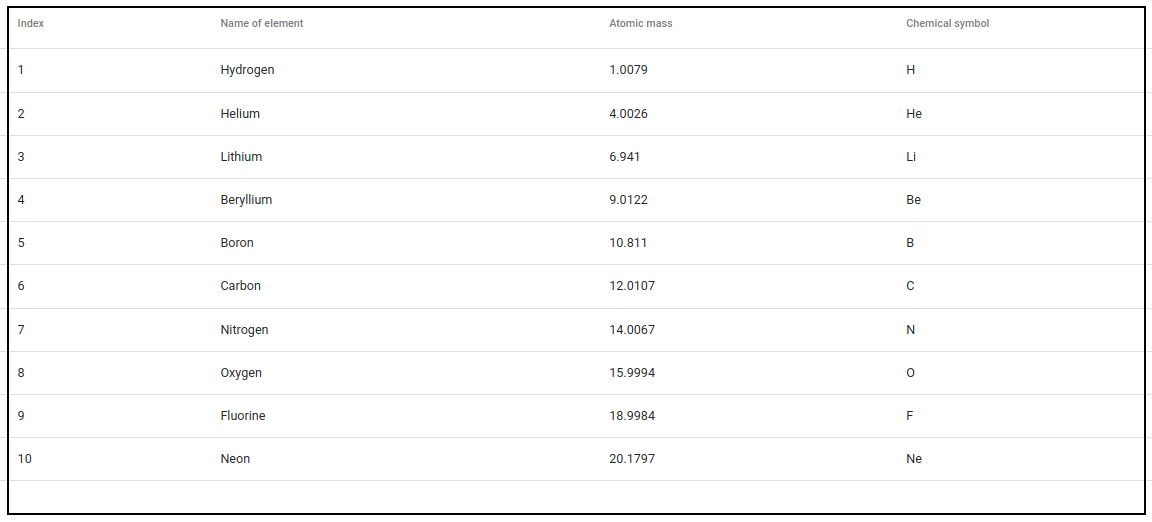 Index Name of element Atomic mass Chemical symbol
1 Hydrogen 1.0079 H
2 Helium 4.0026 He
3 Lithium 6.941 Li
4 Beryllium 9.0122 Be
5 Boron 10.811 B
6 Carbon 12.0107 C
7 Nitrogen 14.0067 N
8 Oxygen 15.9994 O
9 Fluorine 18.9984 F
10 Neon 20.1797 Ne